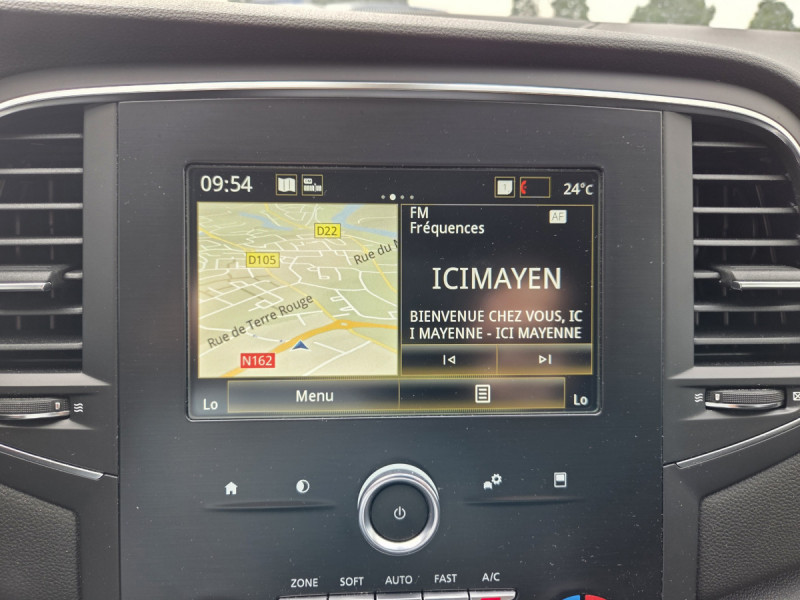 09:54
1
24°c
FM
AF
Fréquences
D22
Rue du
D105
ICIMAYEN
Rue de Terre Rouge
BIENVENUE CHEZ VOUS, IC
I MAYENNE - ICI MAYENNE
N162
Lo
Menu
Lo
ZONE SOFT AUTO FAST A/C